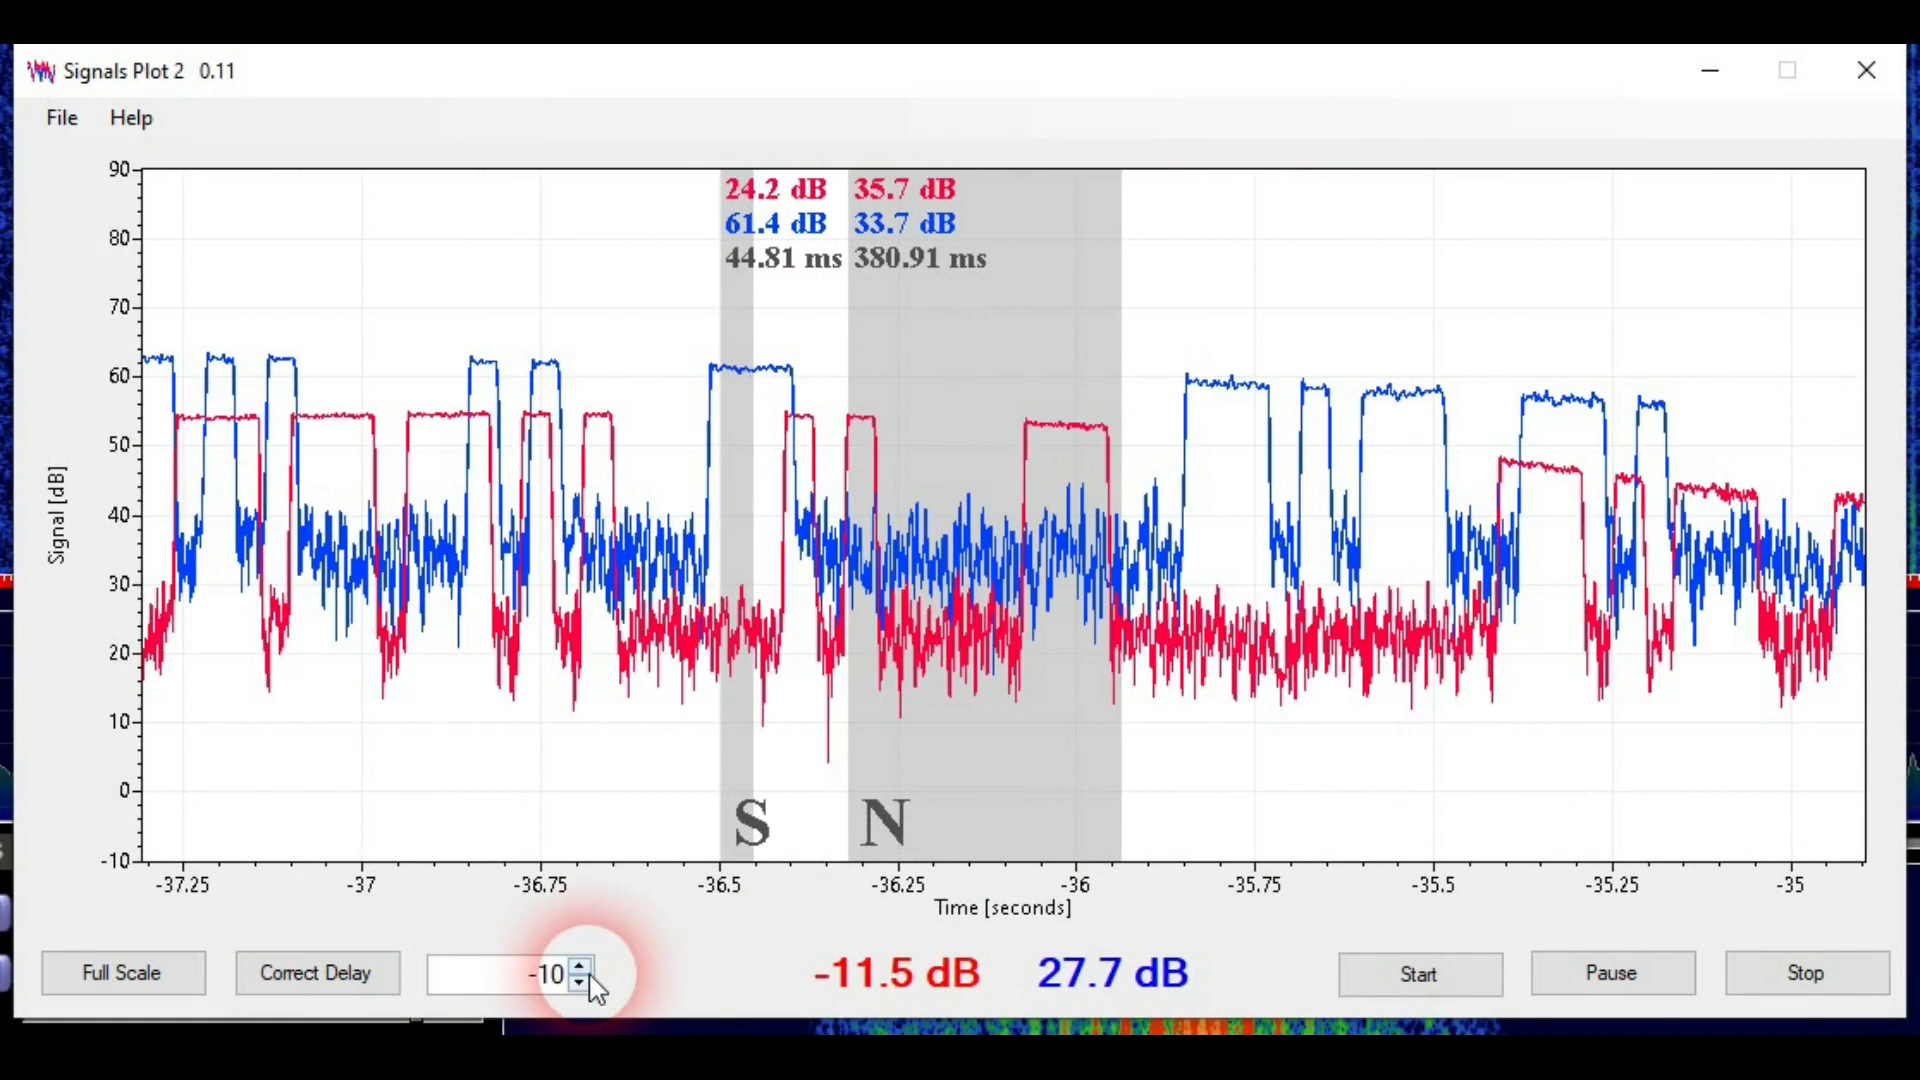 Signals Plot 2 0.11
File Help
24.2 dB 35.7 dB
61.4 dB 33.7 dB
44.81 ms 380.91 ms
90
80
70
60
50
40
30
20
10
0
-10
Signal [dB]
S N
-37.25 -37 -36.75 -36.5 -36.25 -36 -35.75 -35.5 -35.25 -35
Time [seconds]
Full Scale Correct Delay -10 -11.5 dB 27.7 dB Start Pause Stop